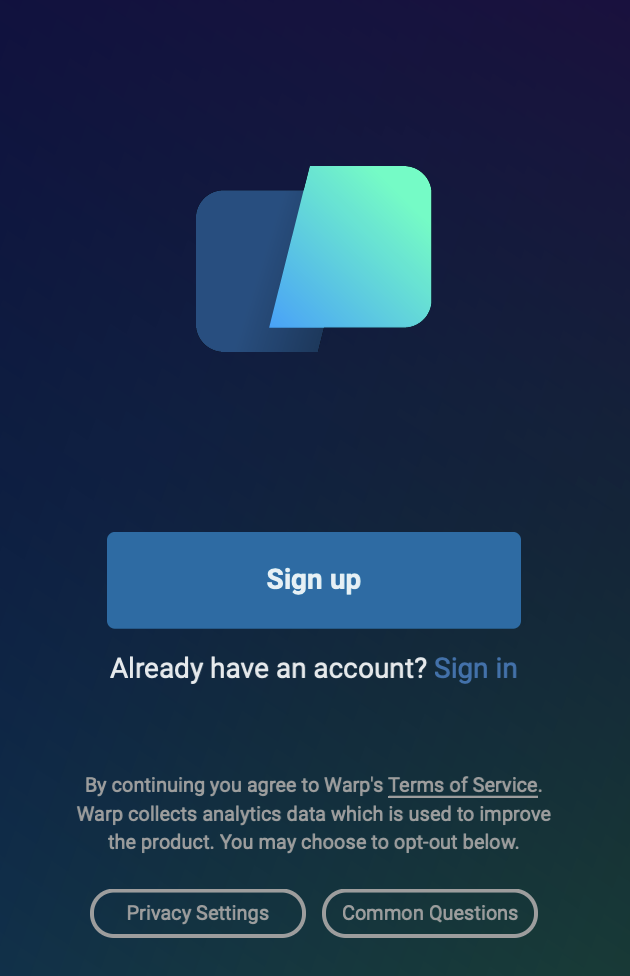 Sign up
Already have an account? Sign in
By continuing you agree to Warp's Terms of Service.
Warp collects analytics data which is used to improve
the product. You may choose to opt-out below.
Privacy Settings Common Questions